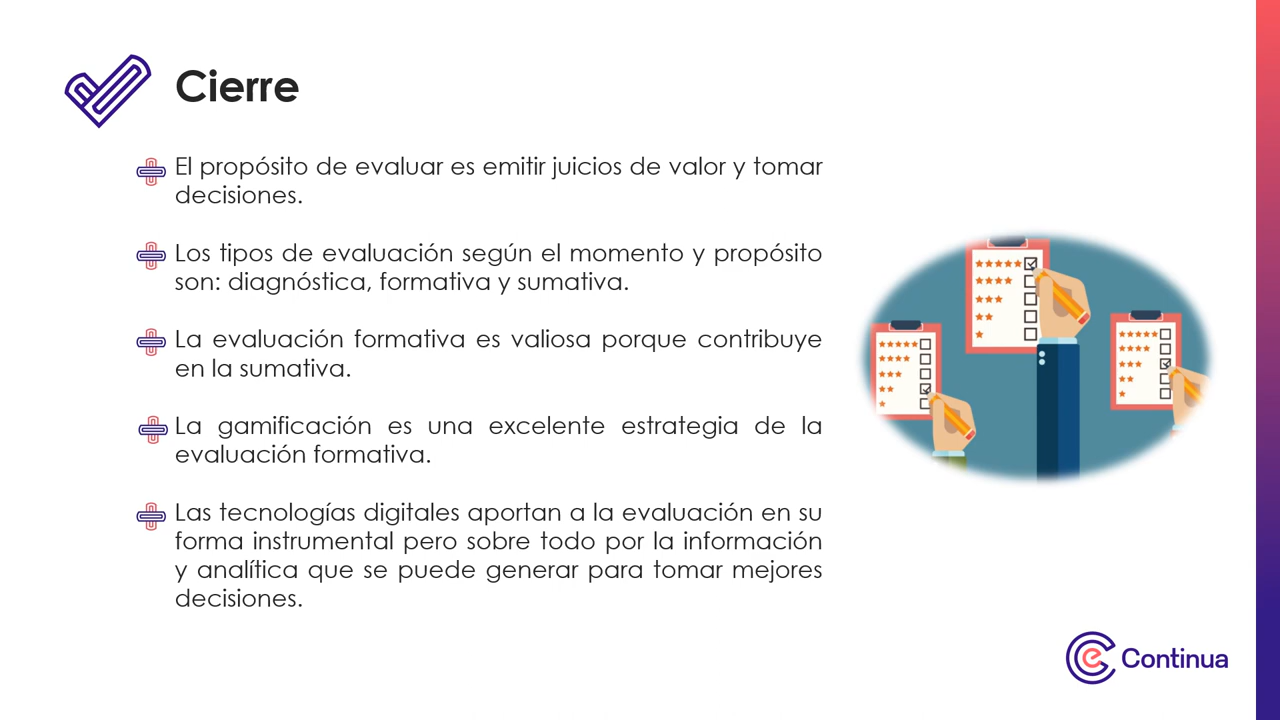 Cierre
El propósito de evaluar es emitir juicios de valor y tomar
decisiones.
Los tipos de evaluación según el momento y propósito
son: diagnóstica, formativa y sumativa.
La evaluación formativa es valiosa porque contribuye
en la sumativa.
La gamificación es una excelente estrategia de la
evaluación formativa.
Las tecnologías digitales aportan a la evaluación en su
forma instrumental pero sobre todo por la información
y analítica que se puede generar para tomar mejores
decisiones.
Continua